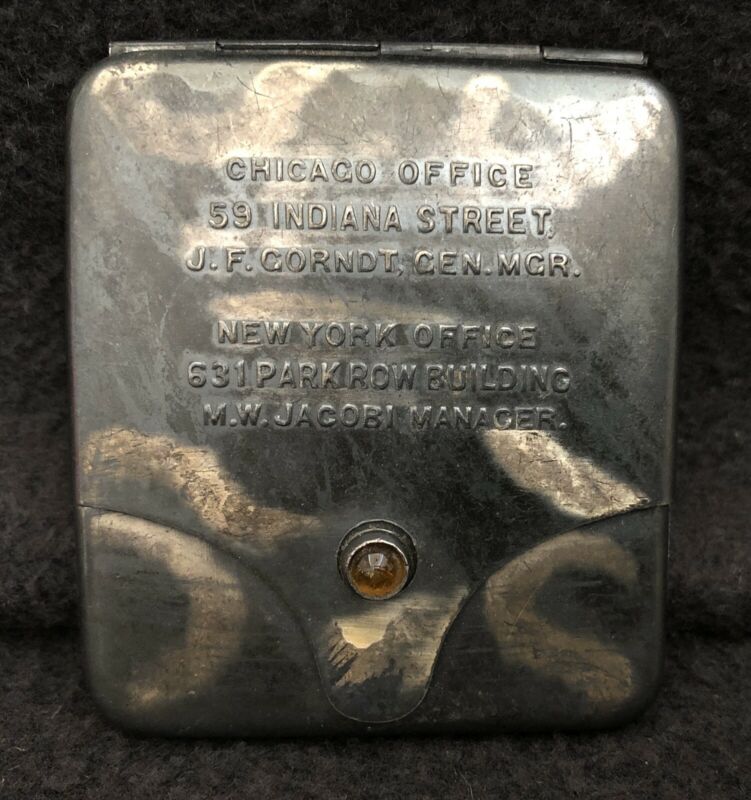 CHICAGO OFFICE
59 INDIANA STREET,
J.F. GORNDT, GEN. MGR.
NEW YORK OFFICE
631 PARK ROW BUILDING
M.W. JACOBI MANAGER.